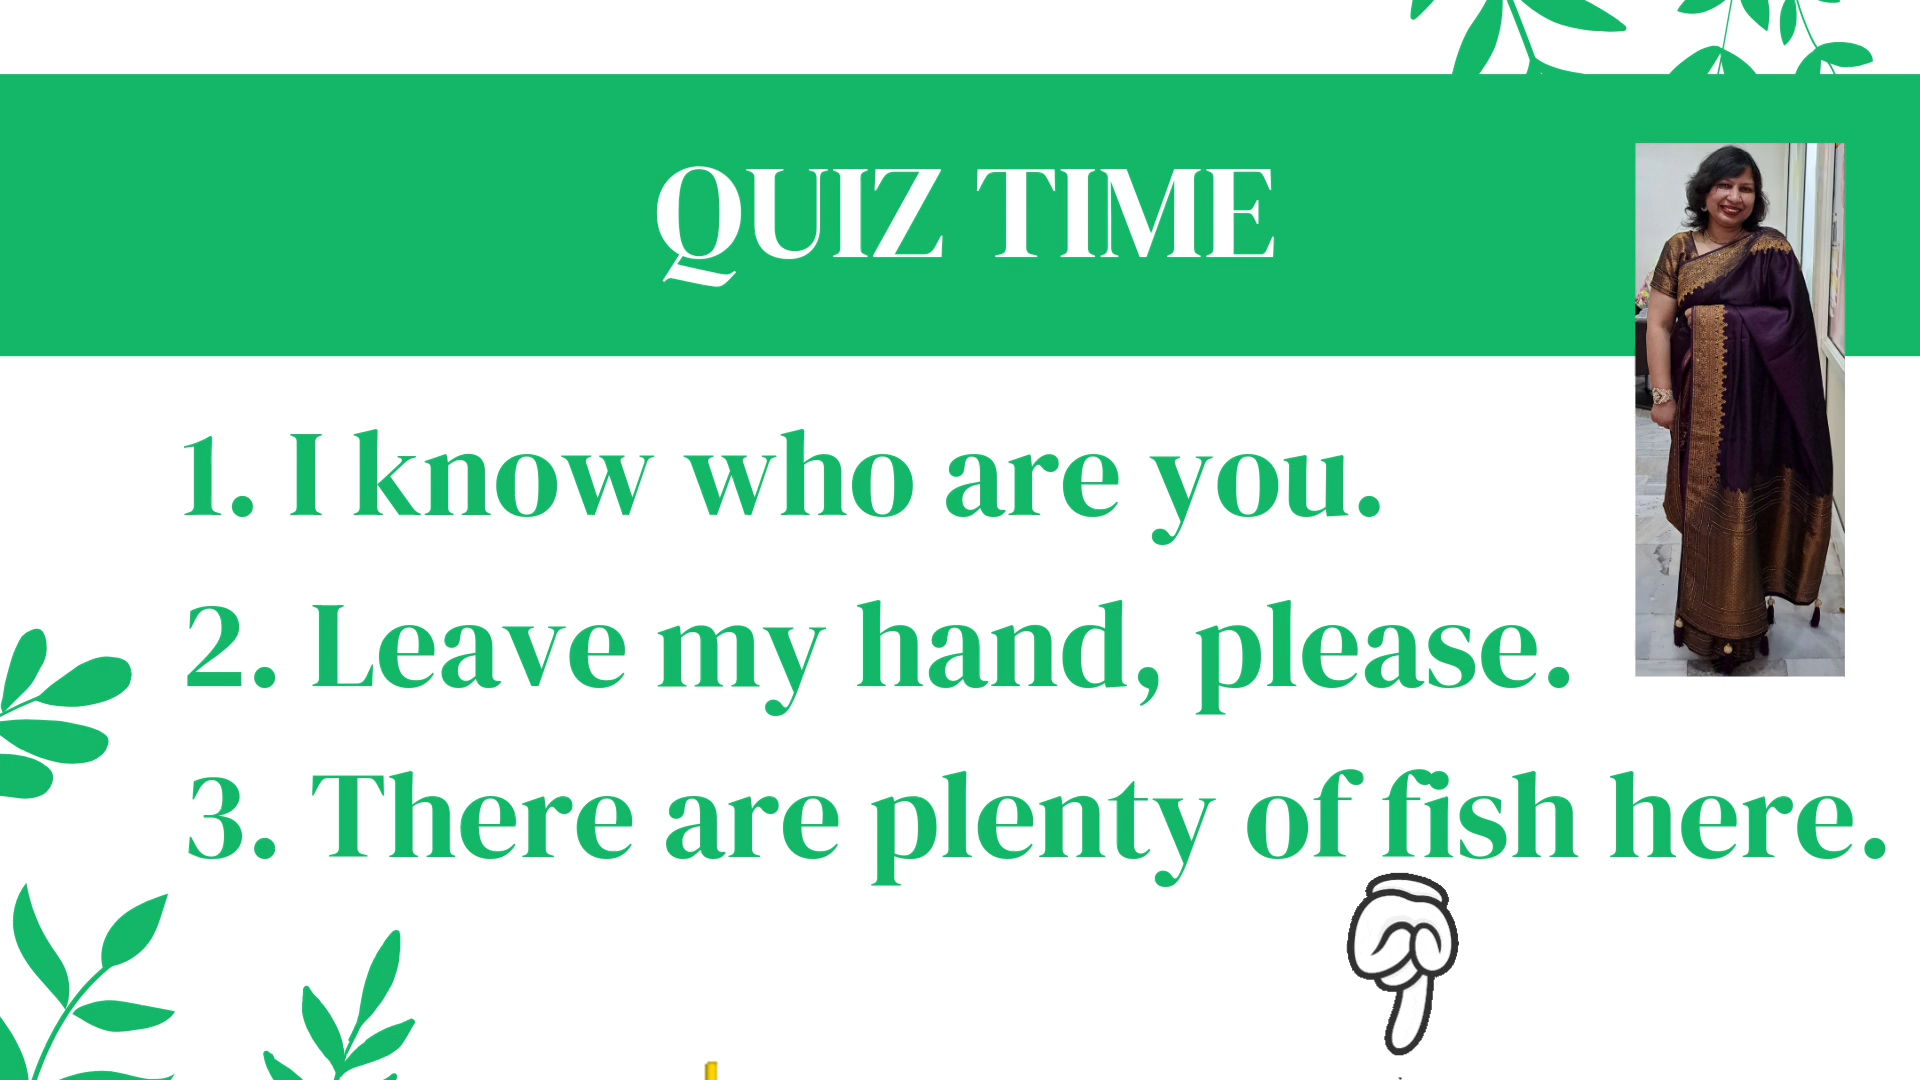 QUIZ TIME
1. I know who are you.
2. Leave my hand, please.
3. There are plenty of fish here.